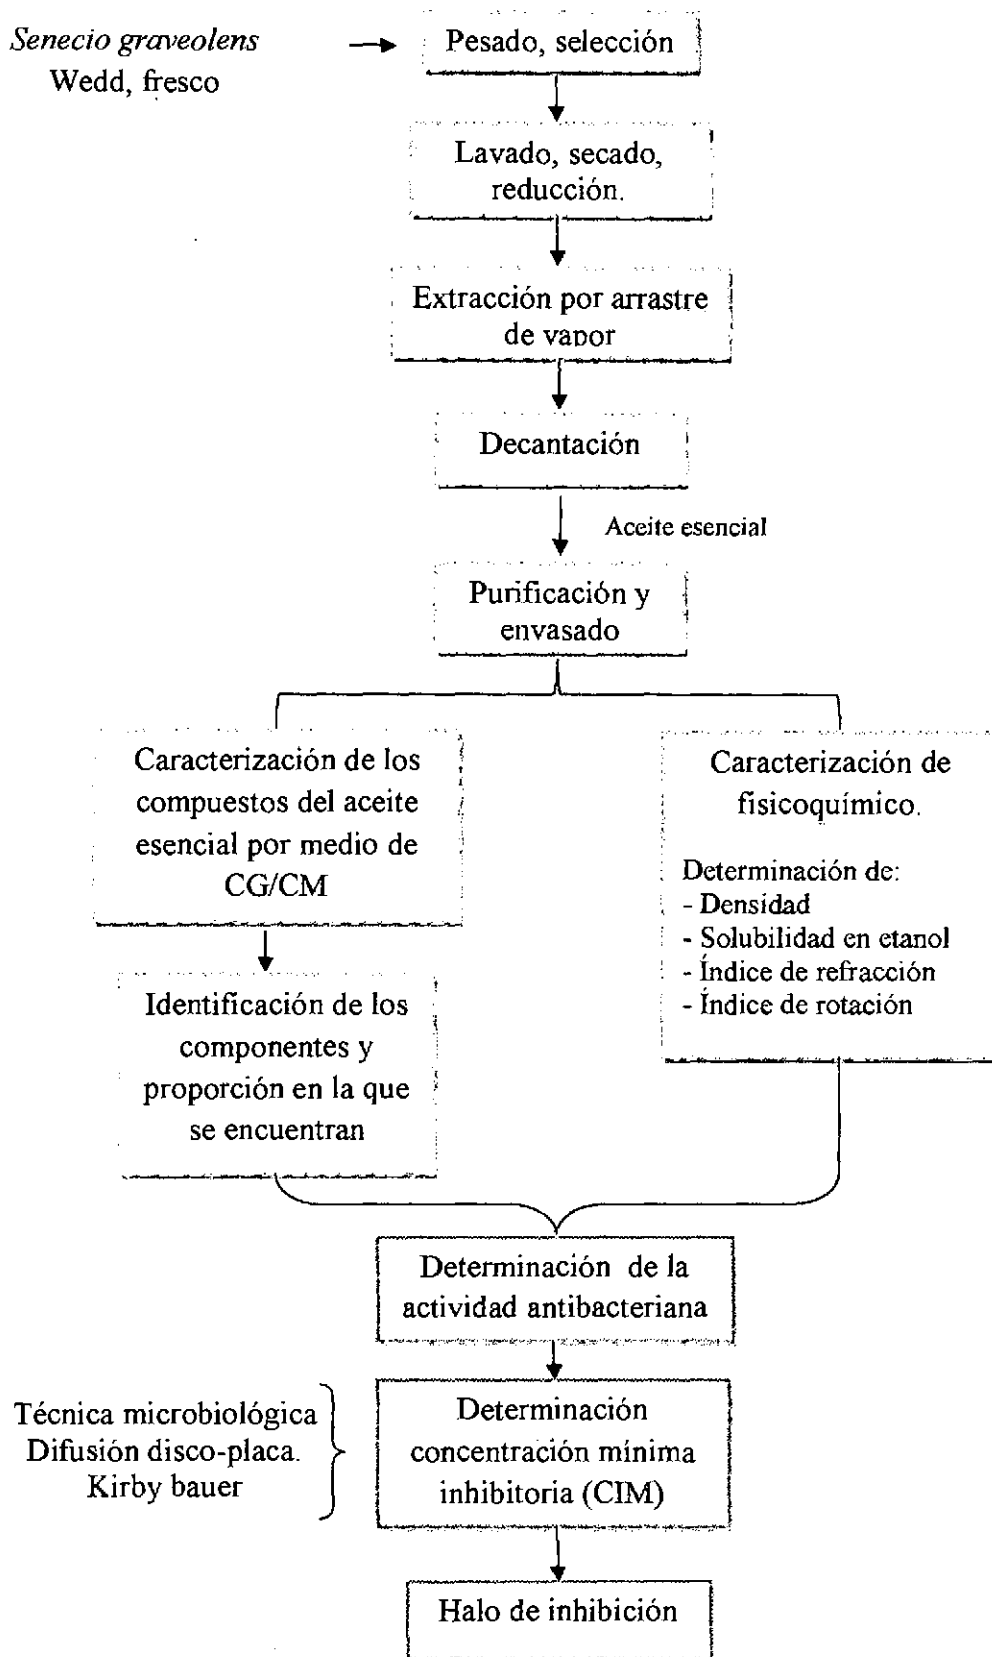 Senecio graveolens
Wedd, fresco
Pesado, selección
Lavado, secado,
reducción.
Extracción por arrastre
de vapor
Decantación
Aceite esencial
Purificación y
envasado
Caracterización de los
compuestos del aceite
esencial por medio de
CG/CM
Identificación de los
componentes y
proporción en la que
se encuentran
Caracterización de
fisicoquímico.
Determinación de:
- Densidad
- Solubilidad en etanol
- Índice de refracción
- Índice de rotación
Determinación de la
actividad antibacteriana
Técnica microbiológica
Difusión disco-placa.
Kirby bauer
Determinación
concentración mínima
inhibitoria (CIM)
Halo de inhibición